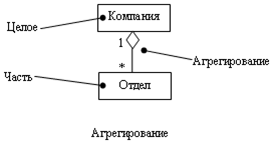 Компания
Целое
1
Агрегирование
*
Часть
Отдел
Агрегирование